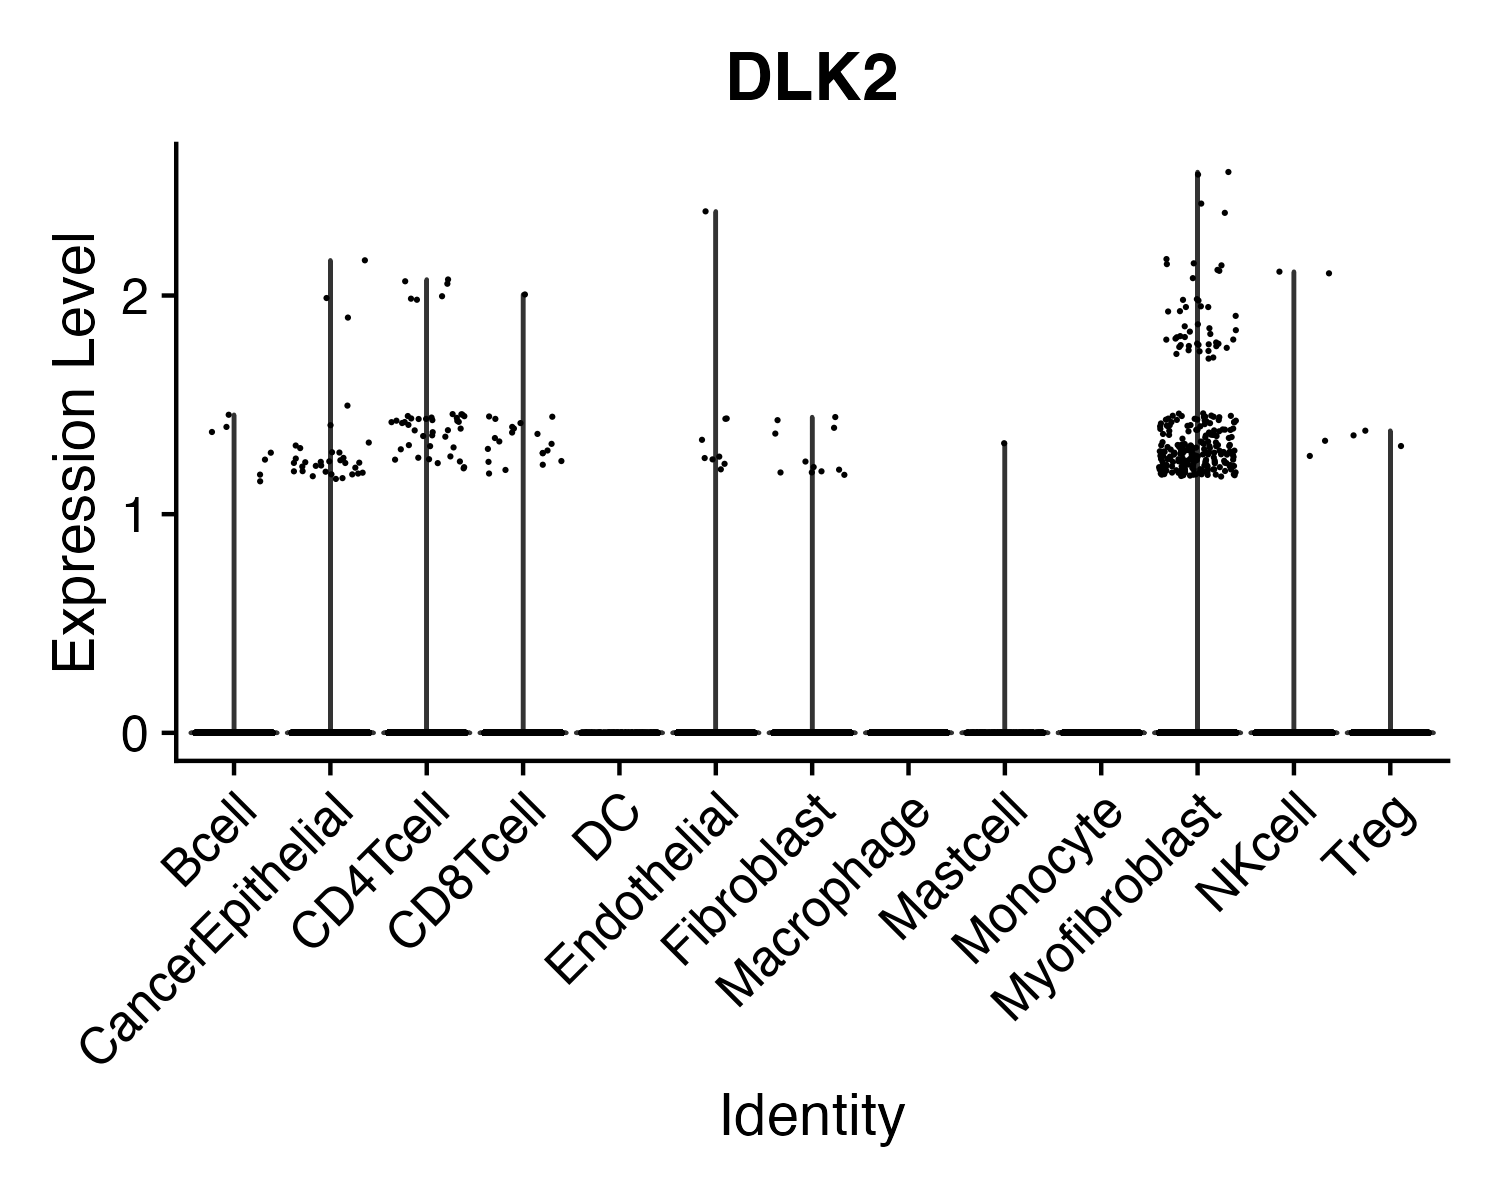 DLK2
Expression Level
2
1
0
Bcell
CancerEpithelial
CD4Tcell
CD8Tcell
DC
Endothelial
Fibroblast
Macrophage
Mastcell
Monocyte
Myofibroblast
NKcell
Treg
Identity